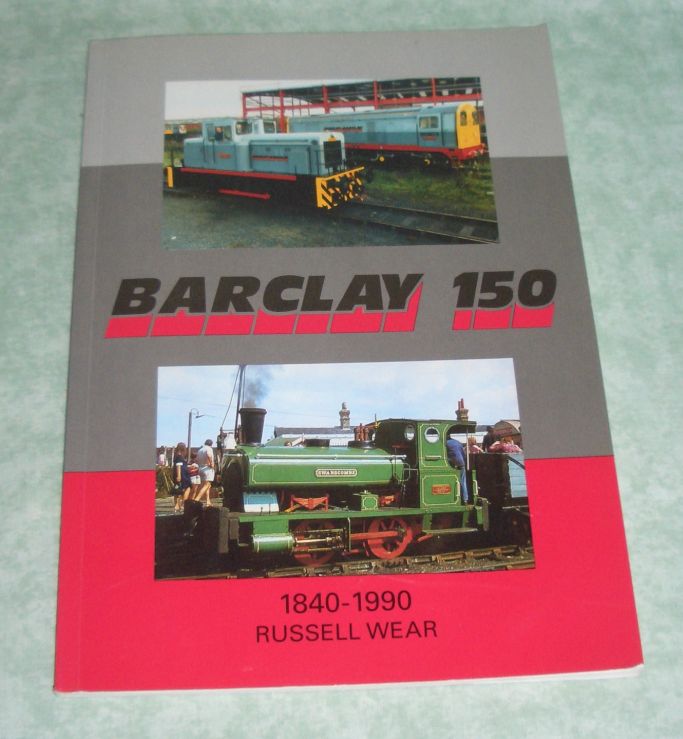 BARCLAY 150
SWANSCOMBE
1840-1990
RUSSELL WEAR